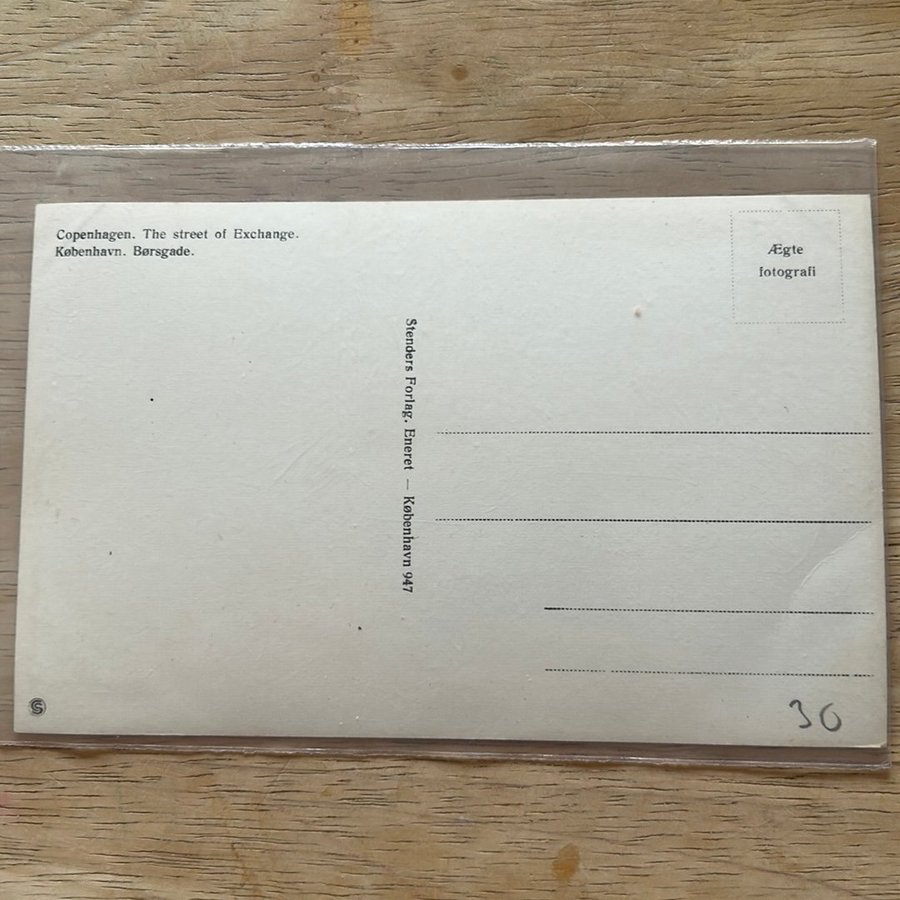 Copenhagen. The street of Exchange.
København. Børsgade.
Ægte
fotografi
Stenders Forlag. Eneret — København 947
30